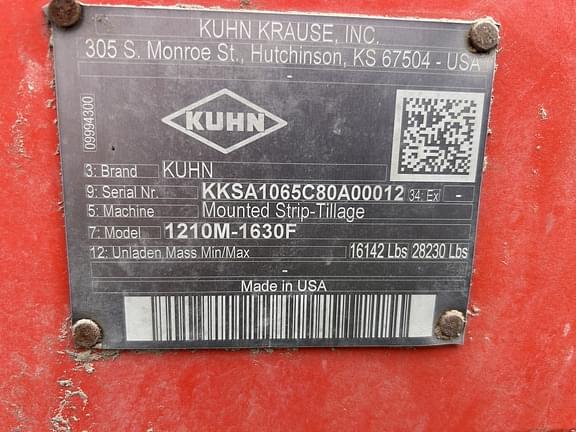 KUHN KRAUSE, INC.
305 S. Monroe St., Hutchinson, KS 67504 - USA
-
09994300
KUHN
3: Brand KUHN
9: Serial Nr. KKSA1065C80A00012 34: Ex -
5: Machine Mounted Strip-Tillage
7: Model 1210M-1630F
12: Unladen Mass Min/Max 16142 Lbs 28230 Lbs
-
Made in USA